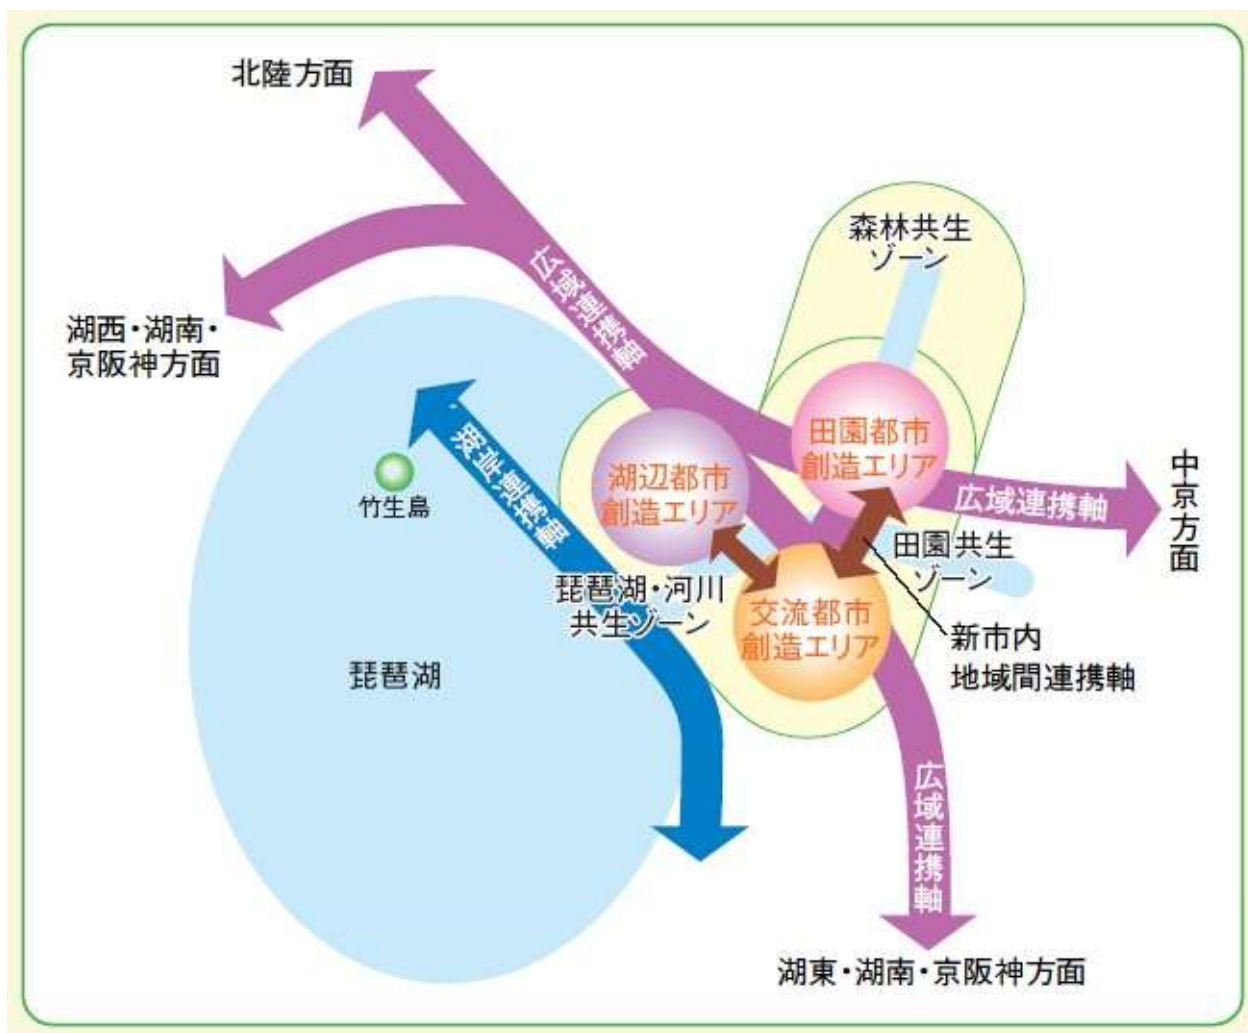 北陸方面
森林共生
ゾーン
広域連携軸
湖西・湖南・
京阪神方面
湖岸連携軸
田園都市
創造エリア
中京方面
湖辺都市
創造エリア
竹生島
広域連携軸
田園共生
ゾーン
琵琶湖・河川
共生ゾーン
交流都市
創造エリア
新市内
地域間連携軸
琵琶湖
広域連携軸
湖東・湖南・京阪神方面